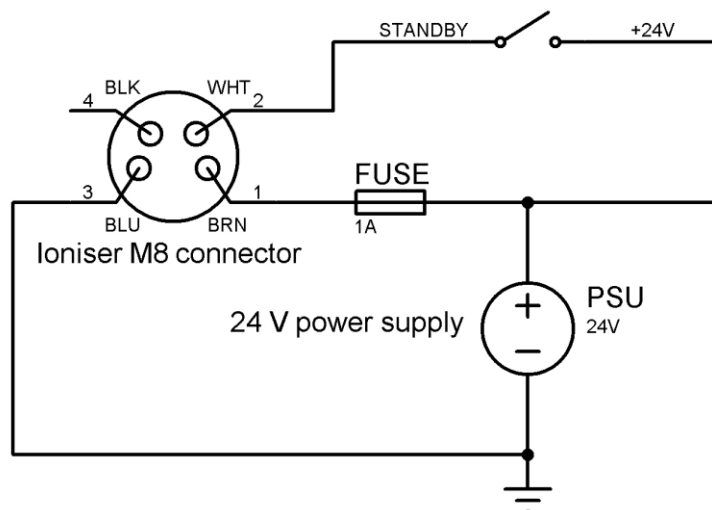 STANDBY
+24V
BLK
WHT
4
2
3
1
BLU
BRN
FUSE
1A
Ioniser M8 connector
24 V power supply
PSU
24V